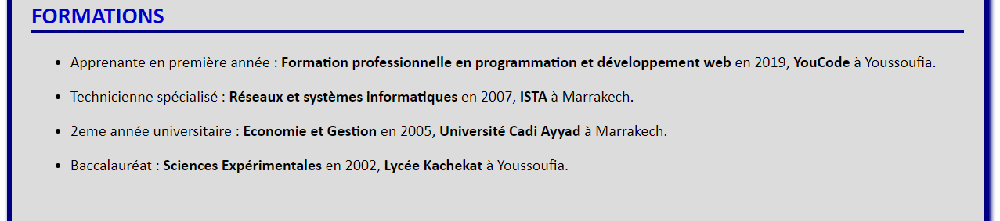 FORMATIONS
• Apprenante en première année : Formation professionnelle en programmation et développement web en 2019, YouCode à Youssoufia.
• Technicienne spécialisé : Réseaux et systèmes informatiques en 2007, ISTA à Marrakech.
• 2eme année universitaire : Economie et Gestion en 2005, Université Cadi Ayyad à Marrakech.
• Baccalauréat : Sciences Expérimentales en 2002, Lycée Kachekat à Youssoufia.